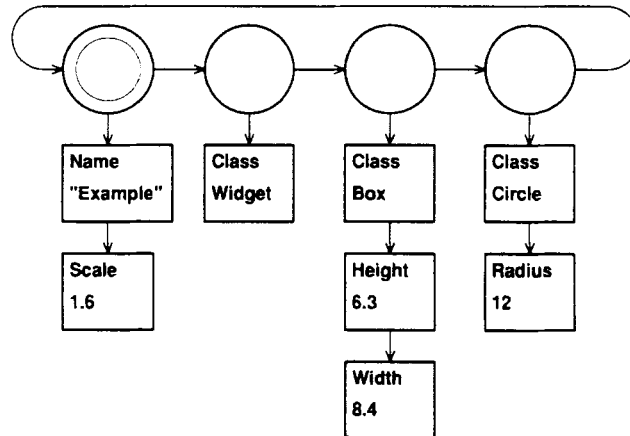 Name
"Example"
Class
Widget
Class
Box
Class
Circle
Scale
1.6
Height
6.3
Radius
12
Width
8.4